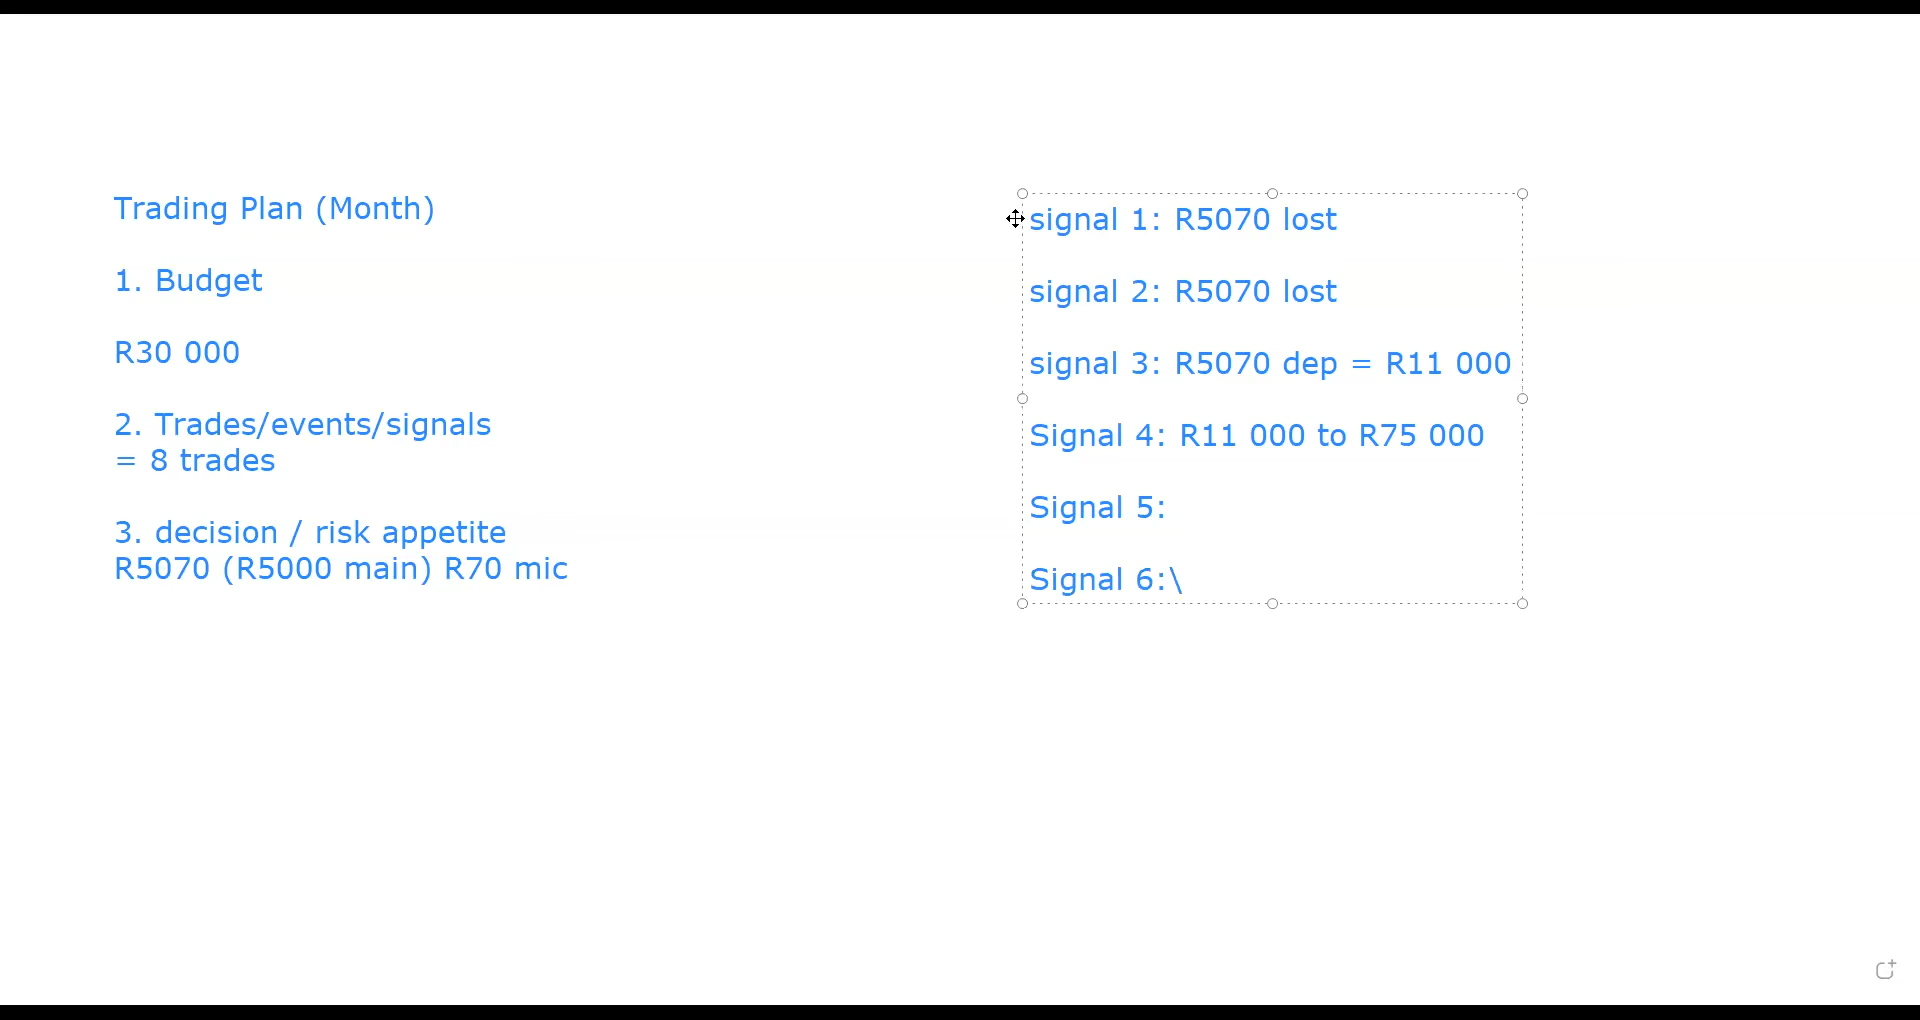 Trading Plan (Month)
1. Budget
R30 000
2. Trades/events/signals
= 8 trades
3. decision / risk appetite
R5070 (R5000 main) R70 mic
signal 1: R5070 lost
signal 2: R5070 lost
signal 3: R5070 dep = R11 000
Signal 4: R11 000 to R75 000
Signal 5:
Signal 6:\